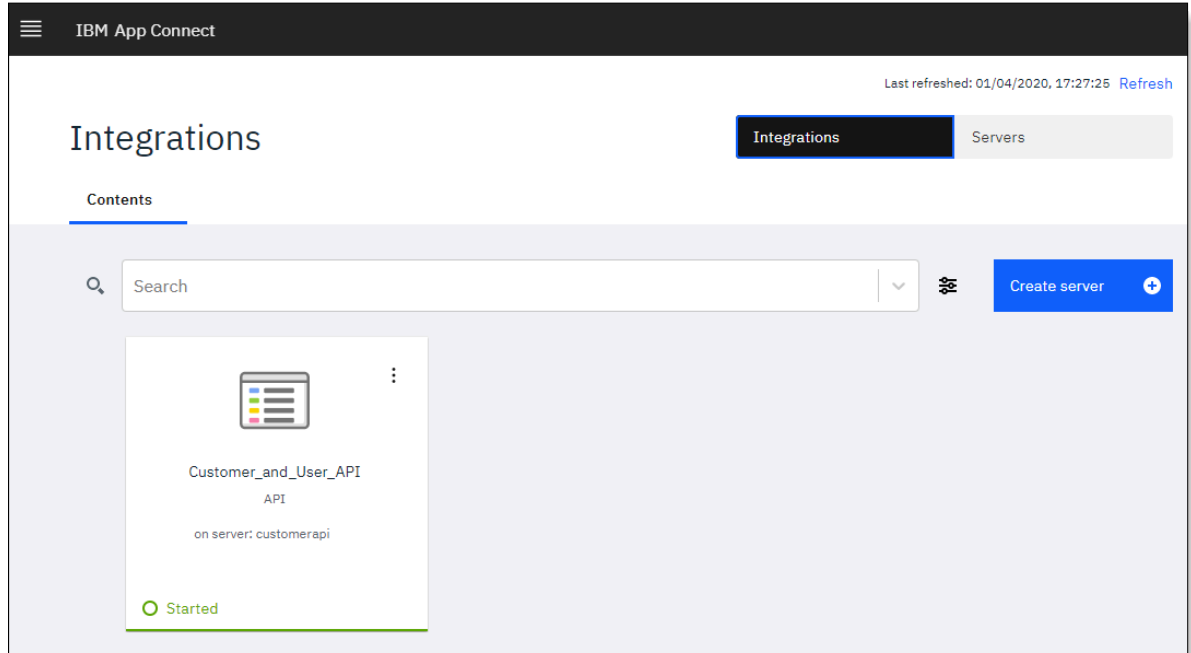 IBM App Connect
Last refreshed: 01/04/2020, 17:27:25 Refresh
Integrations
Integrations
Servers
Contents
Search
Create server
Customer_and_User_API
API
on server: customerapi
Started